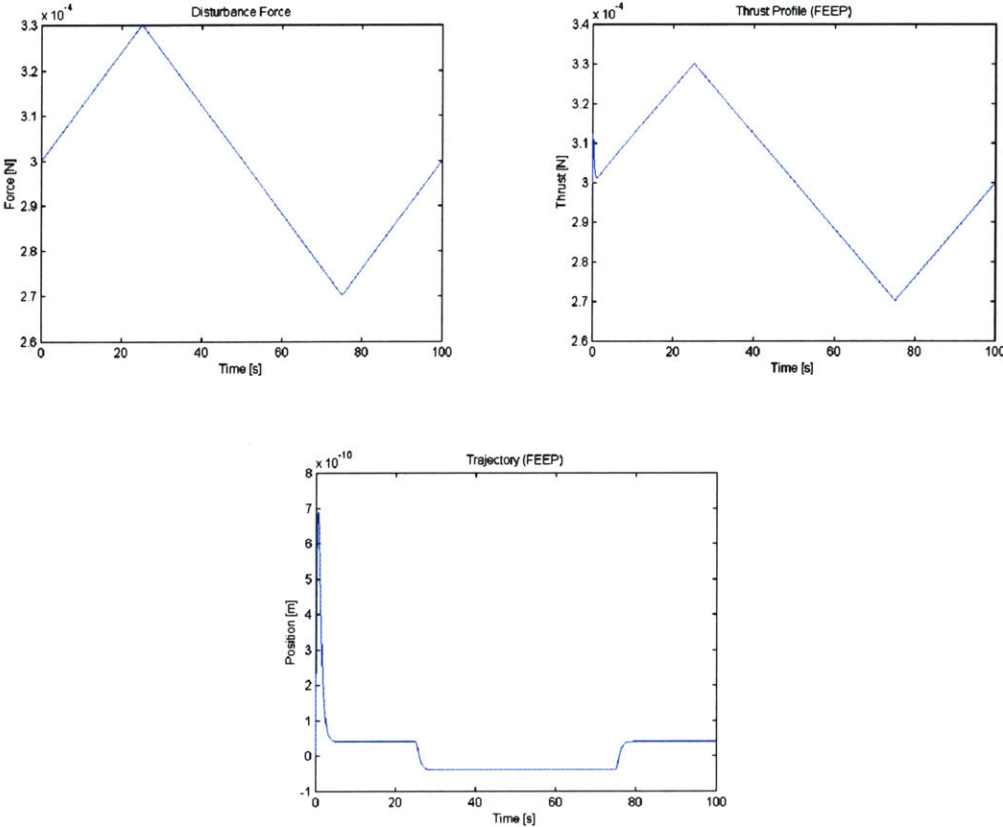 Disturbance Force
x 10^-4
3.3
3.2
3.1
3
2.9
2.8
2.7
2.6
Force [N]
0 20 40 60 80 100
Time [s]
Thrust Profile (FEEP)
x 10^-4
3.4
3.3
3.2
3.1
3
2.9
2.8
2.7
2.6
Thrust [N]
0 20 40 60 80 100
Time [s]
Trajectory (FEEP)
x 10^-10
8
7
6
5
4
3
2
1
0
-1
Position [m]
0 20 40 60 80 100
Time [s]